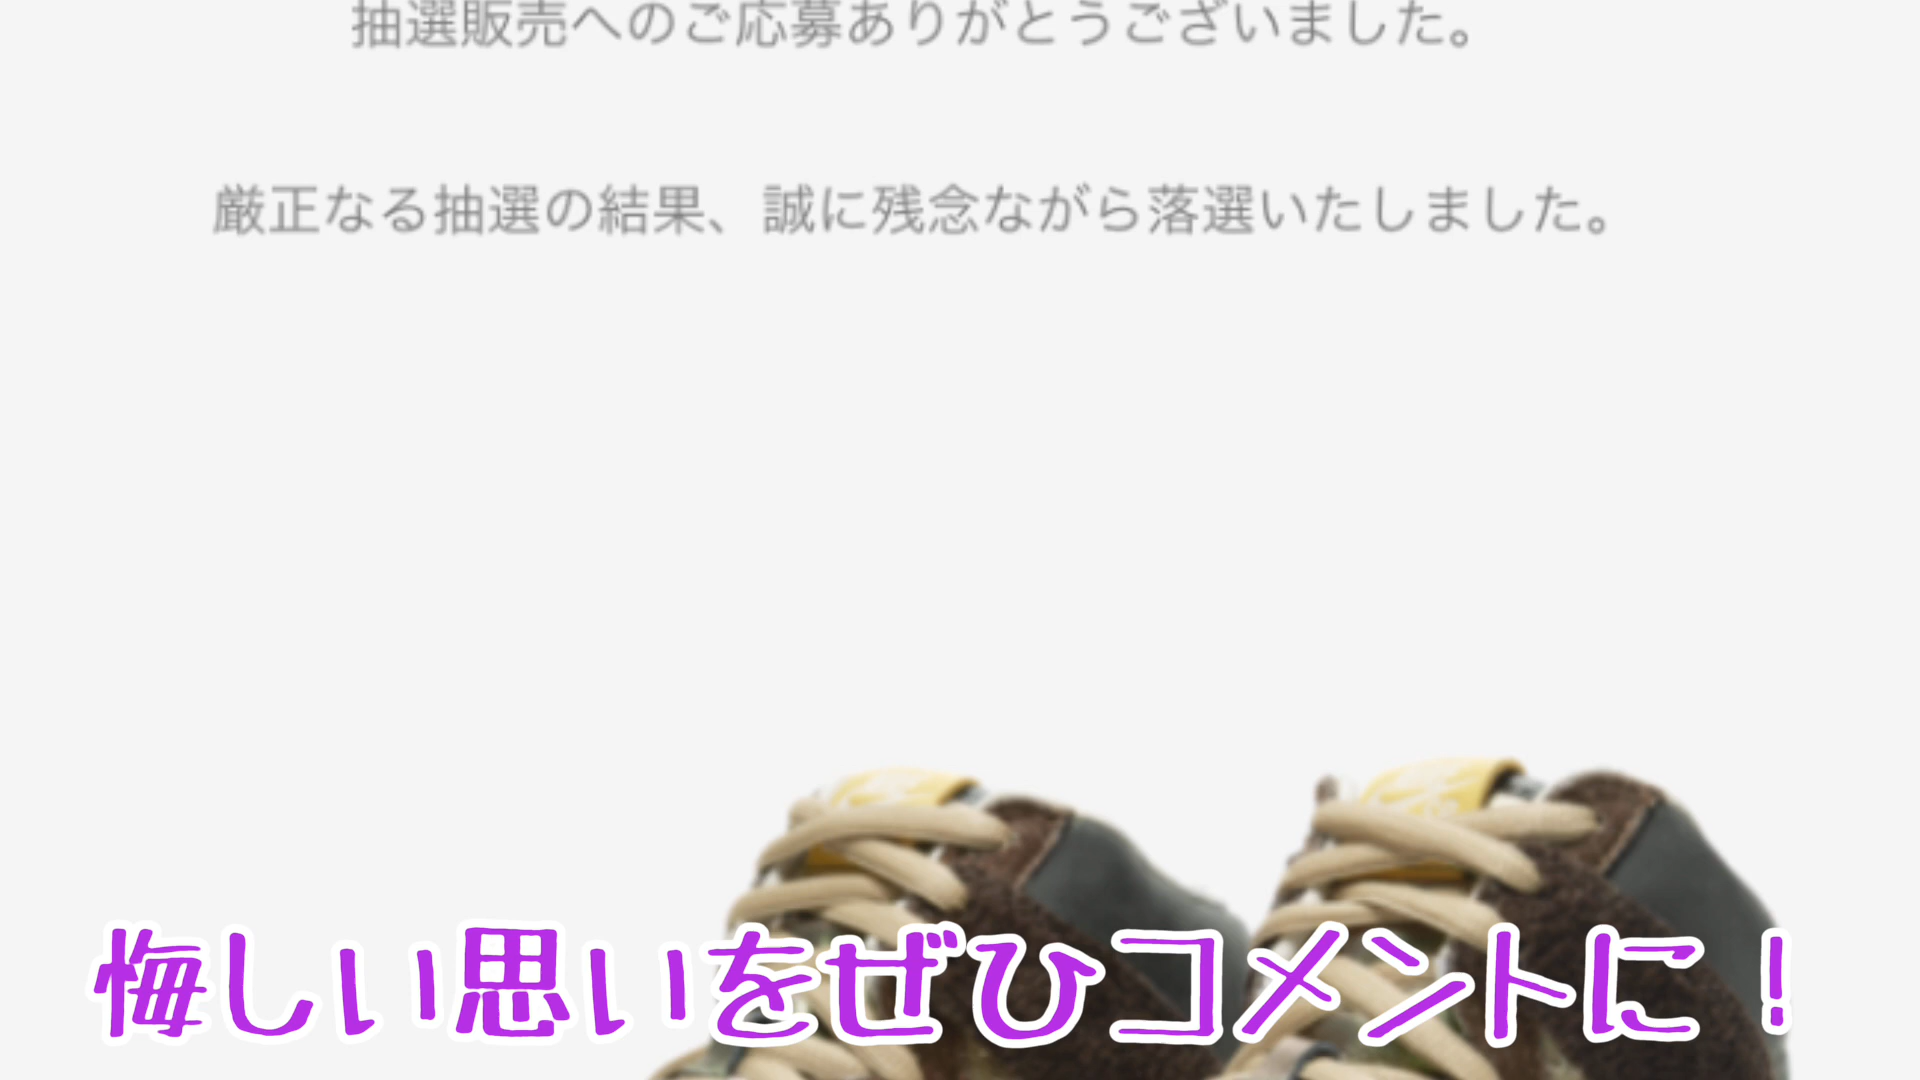 抽選販売へのご応募ありがとうございました。
厳正なる抽選の結果、誠に残念ながら落選いたしました。
悔しい思いをぜひコメントに！